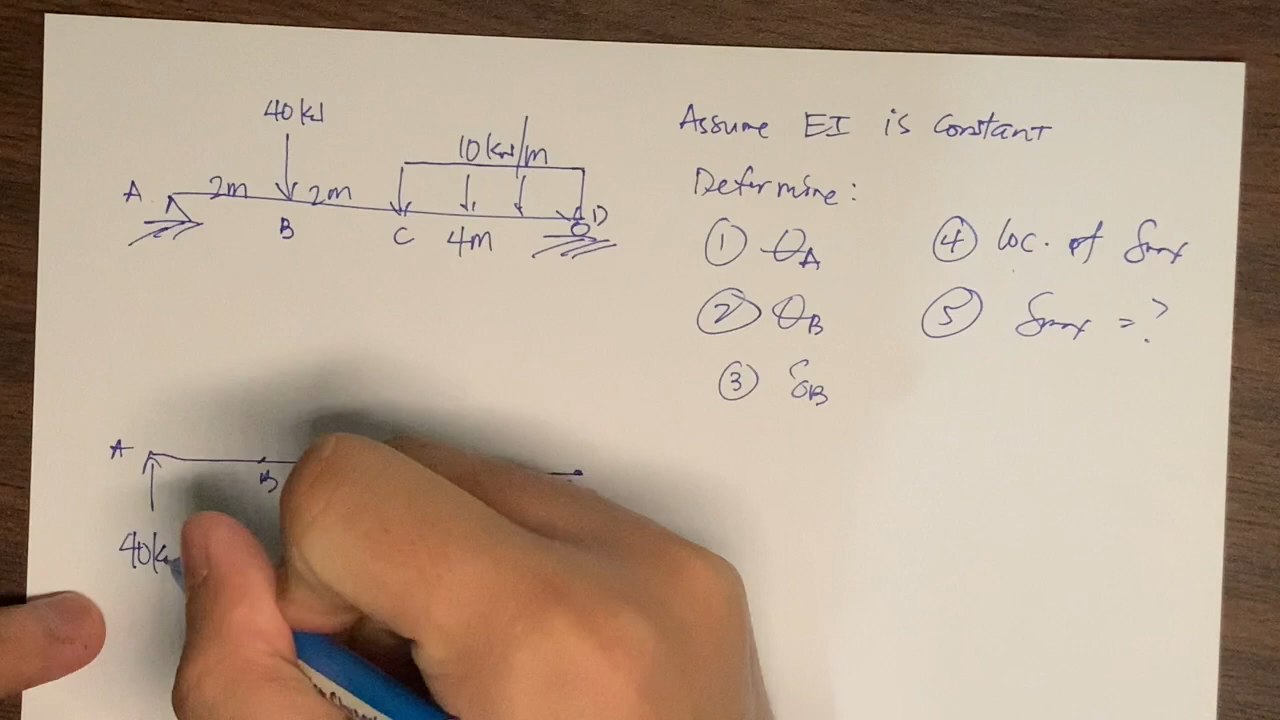 40kN
10kN/m
A 2m 2m D
B C 4m
Assume EI is Constant
Determine:
① θA
② θB
③ δB
④ loc. of δmax
⑤ δmax = ?
A B
40k